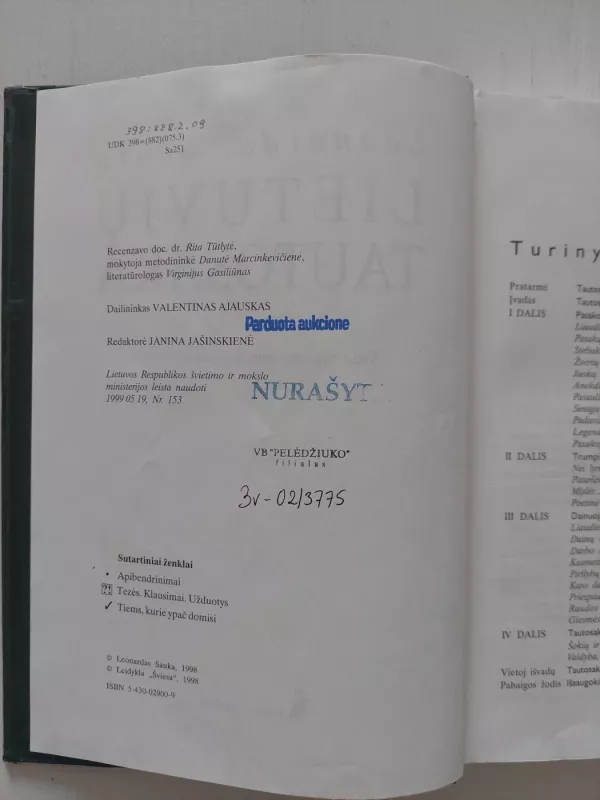 398:888.2.09
UDK 398=(882)(075.3)
Sa251
LIETUVIŲ
Recenzavo doc. dr. Rita Tūtlytė,
mokytoja metodininkė Danutė Marcinkevičienė,
literatūrologas Virginijus Gasiliūnas
Dailininkas VALENTINAS AJAUSKAS
Parduota aukcione
Redaktorė JANINA JAŠINSKIENĖ
Lietuvos Respublikos švietimo ir mokslo
ministerijos leista naudoti
1999 05 19, Nr. 153
NURAŠYT
VB "PELĖDŽIUKO"
filialas
3v-02/3775
Sutartiniai ženklai
• Apibendrinimai
?! Tezės. Klausimai. Užduotys
✓ Tiems, kurie ypač domisi
© Leonardas Sauka, 1998
© Leidykla „Šviesa", 1998
ISBN 5-430-02900-9
Turiny
Pratarmė
Įvadas
I DALIS
II DALIS
III DALIS
IV DALIS
Vietoj išvadų Tautosak
Pabaigos žodis Išsaugoki